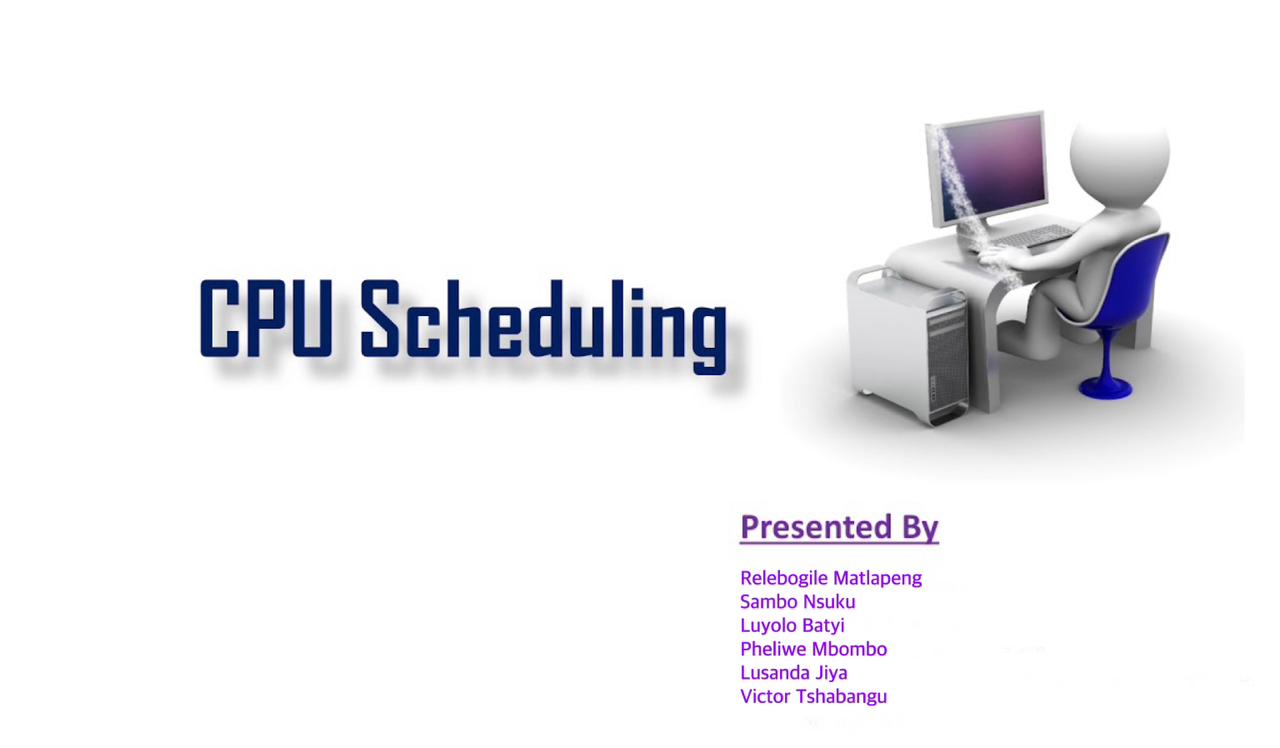 CPU Scheduling
Presented By
Relebogile Matlapeng
Sambo Nsuku
Luyolo Batyi
Pheliwe Mbombo
Lusanda Jiya
Victor Tshabangu